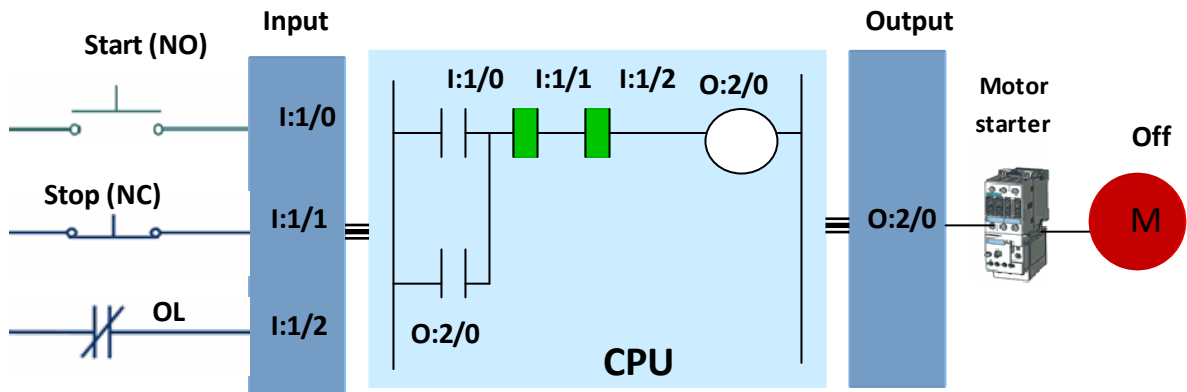 Input
Output
Start (NO)
I:1/0
I:1/0
I:1/1
I:1/2
O:2/0
Motor
starter
Off
Stop (NC)
I:1/1
O:2/0
M
OL
I:1/2
O:2/0
CPU